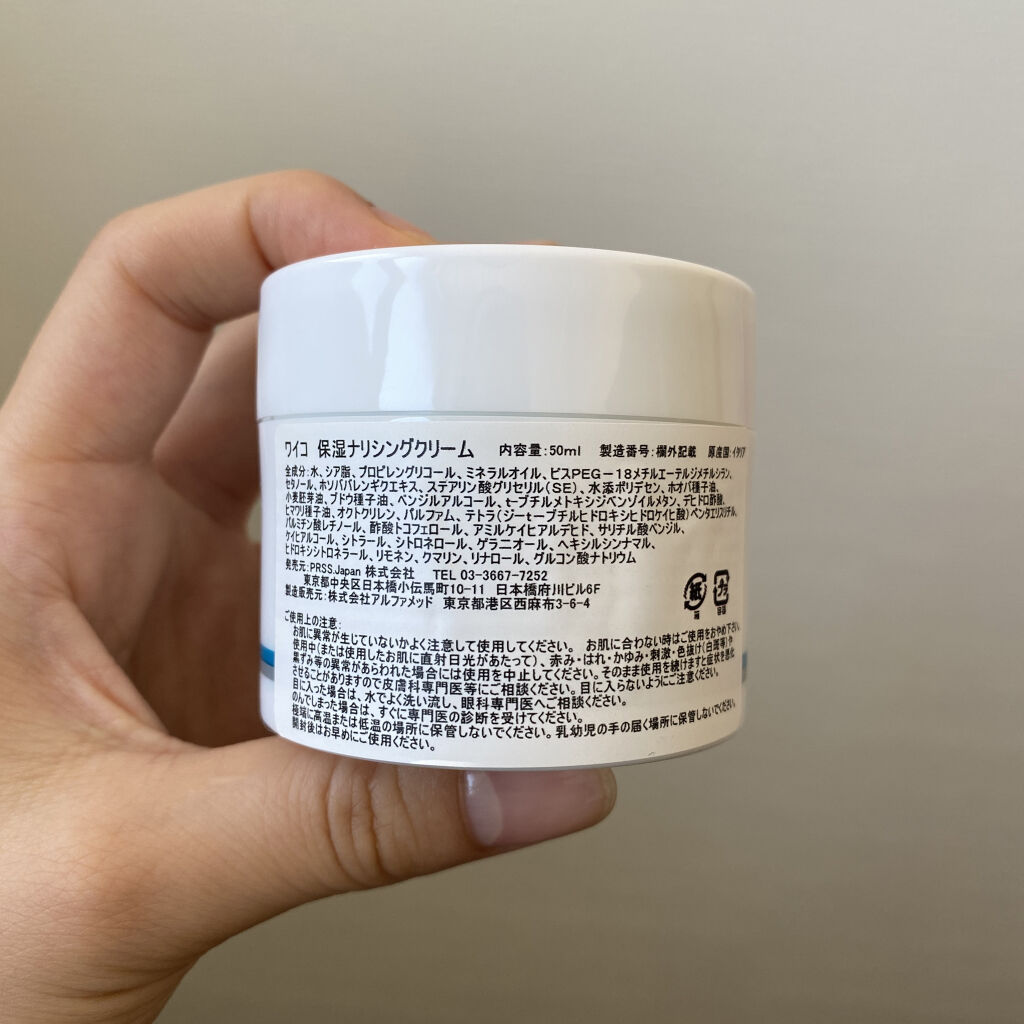 ワイコ 保湿ナリシングクリーム 内容量:50ml 製造番号:欄外記載 原産国:イタリア
全成分:水、シア脂、プロピレングリコール、ミネラルオイル、ビスPEG-18メチルエーテルジメチルシラン、
セタノール、ホソババレンギクエキス、ステアリン酸グリセリル(SE)、水添ポリデセン、ホホバ種子油、
小麦胚芽油、ブドウ種子油、ベンジルアルコール、t-ブチルメトキシジベンゾイルメタン、デヒドロ酢酸、
ヒマワリ種子油、オクトクリレン、パルファム、テトラ(ジーtーブチルヒドロキシヒドロケイヒ酸)ペンタエリスリチル、
パルミチン酸レチノール、酢酸トコフェロール、アミルケイヒアルデヒド、サリチル酸ベンジル、
ケイヒアルコール、シトラール、シトロネロール、ゲラニオール、ヘキシルシンナマル、
ヒドロキシシトロネラール、リモネン、クマリン、リナロール、グルコン酸ナトリウム
発売元:PRSS.Japan 株式会社 TEL 03-3667-7252
東京都中央区日本橋小伝馬町10-11 日本橋府川ビル6F
製造販売元:株式会社アルファメッド 東京都港区西麻布3-6-4
紙
箱
プラ
容器
ご使用上の注意:
お肌に異常が生じていないかよく注意して使用してください。 お肌に合わない時はご使用をおやめ下さい。
使用中(または使用したお肌に直射日光があたって)、赤み・はれ・かゆみ・刺激・色抜け(白斑等)や
黒ずみ等の異常があらわれた場合には使用を中止してください。そのまま使用を続けますと症状を悪化
させることがありますので皮膚科専門医等にご相談ください。目に入らないようにご注意ください。
目に入った場合は、水でよく洗い流し、眼科専門医へご相談ください。
のんでしまった場合は、すぐに専門医の診断を受けてください。
極端に高温または低温の場所に保管しないでください。乳幼児の手の届く場所に保管しないでください。
開封後はお早めにご使用ください。